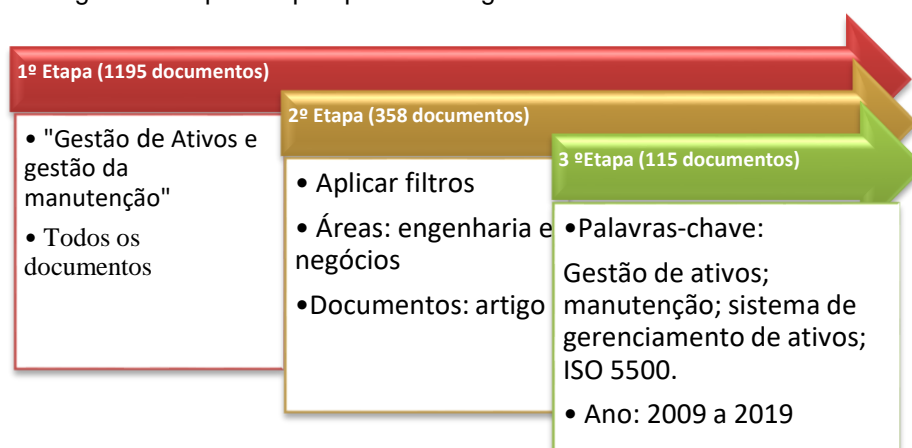 1º Etapa (1195 documentos)
• "Gestão de Ativos e
gestão da
manutenção"
• Todos os
documentos
2º Etapa (358 documentos)
• Aplicar filtros
• Áreas: engenharia e
negócios
•Documentos: artigo
3 ºEtapa (115 documentos)
•Palavras-chave:
Gestão de ativos;
manutenção; sistema de
gerenciamento de ativos;
ISO 5500.
• Ano: 2009 a 2019